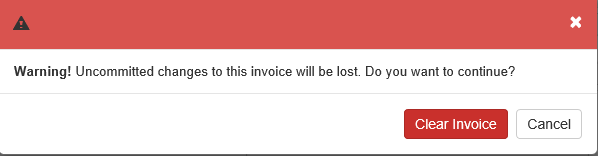 Warning! Uncommitted changes to this invoice will be lost. Do you want to continue?
Clear Invoice
Cancel